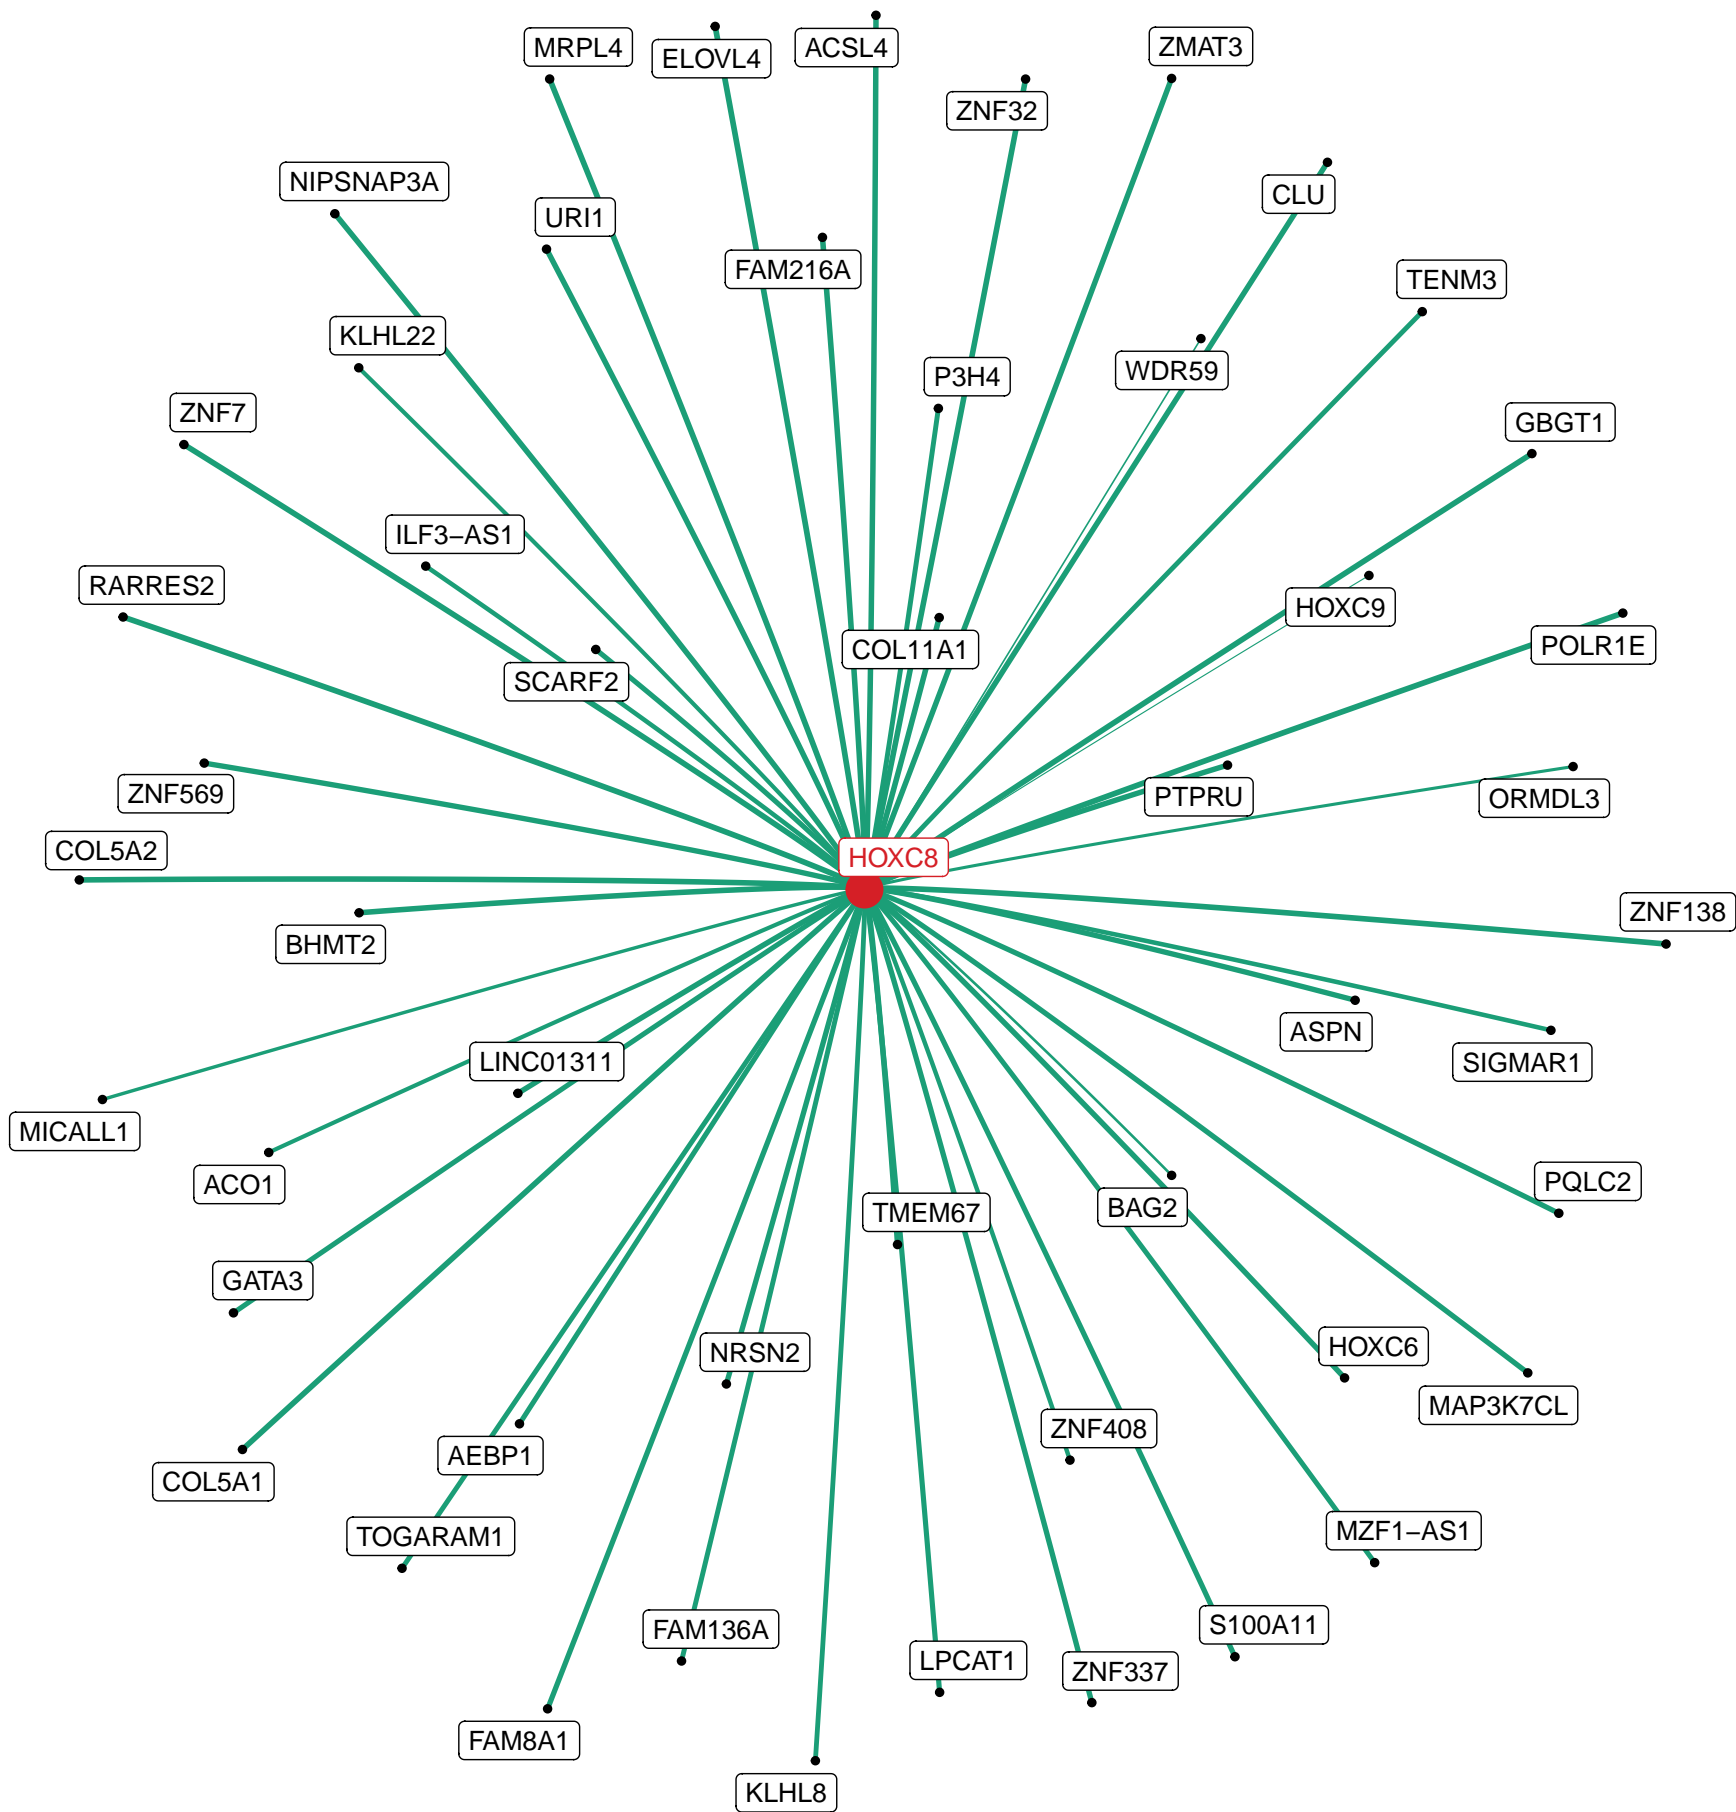 ACSL4
MRPL4
ZMAT3
ELOVL4
ZNF32
NIPSNAP3A
CLU
URI1
FAM216A
TENM3
KLHL22
WDR59
P3H4
ZNF7
GBGT1
ILF3−AS1
RARRES2
HOXC9
POLR1E
COL11A1
SCARF2
ZNF569
PTPRU
ORMDL3
COL5A2
HOXC8
ZNF138
BHMT2
ASPN
LINC01311
SIGMAR1
MICALL1
ACO1
PQLC2
BAG2
TMEM67
GATA3
HOXC6
NRSN2
MAP3K7CL
ZNF408
AEBP1
COL5A1
MZF1−AS1
TOGARAM1
S100A11
FAM136A
LPCAT1
ZNF337
FAM8A1
KLHL8